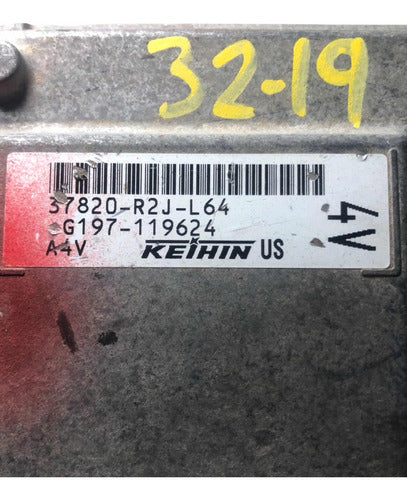 32-19
37820-R2J-L64
G197-119624
A4V KEIHIN US
4V